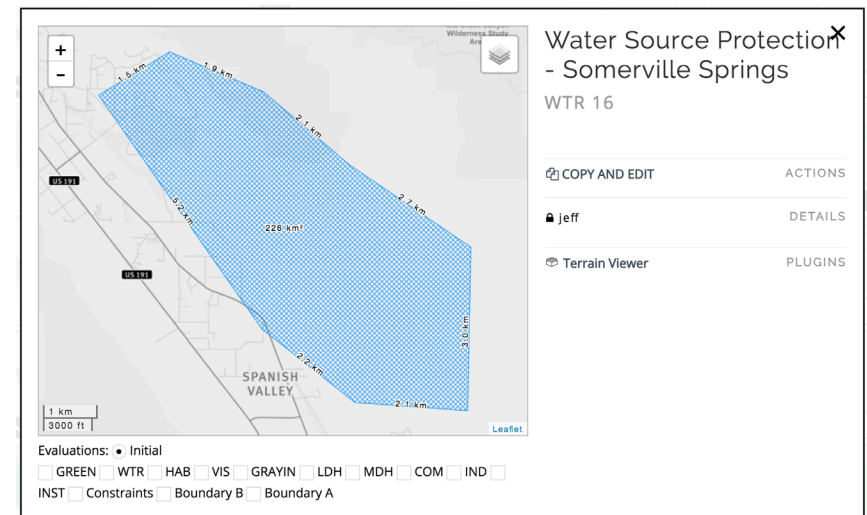 +
-
Wilderness Study
Water Source Protection
- Somerville Springs
WTR 16
COPY AND EDIT ACTIONS
jeff DETAILS
Terrain Viewer PLUGINS
1.5 km
1.9 km
2.1 km
2.7 km
US 191
5.2 km
226 km²
US 191
3.0 km
2.2 km
SPANISH
VALLEY
2.1 km
1 km
3000 ft
Leaflet
Evaluations: Initial
GREEN WTR HAB VIS GRAYIN LDH MDH COM IND
INST Constraints Boundary B Boundary A